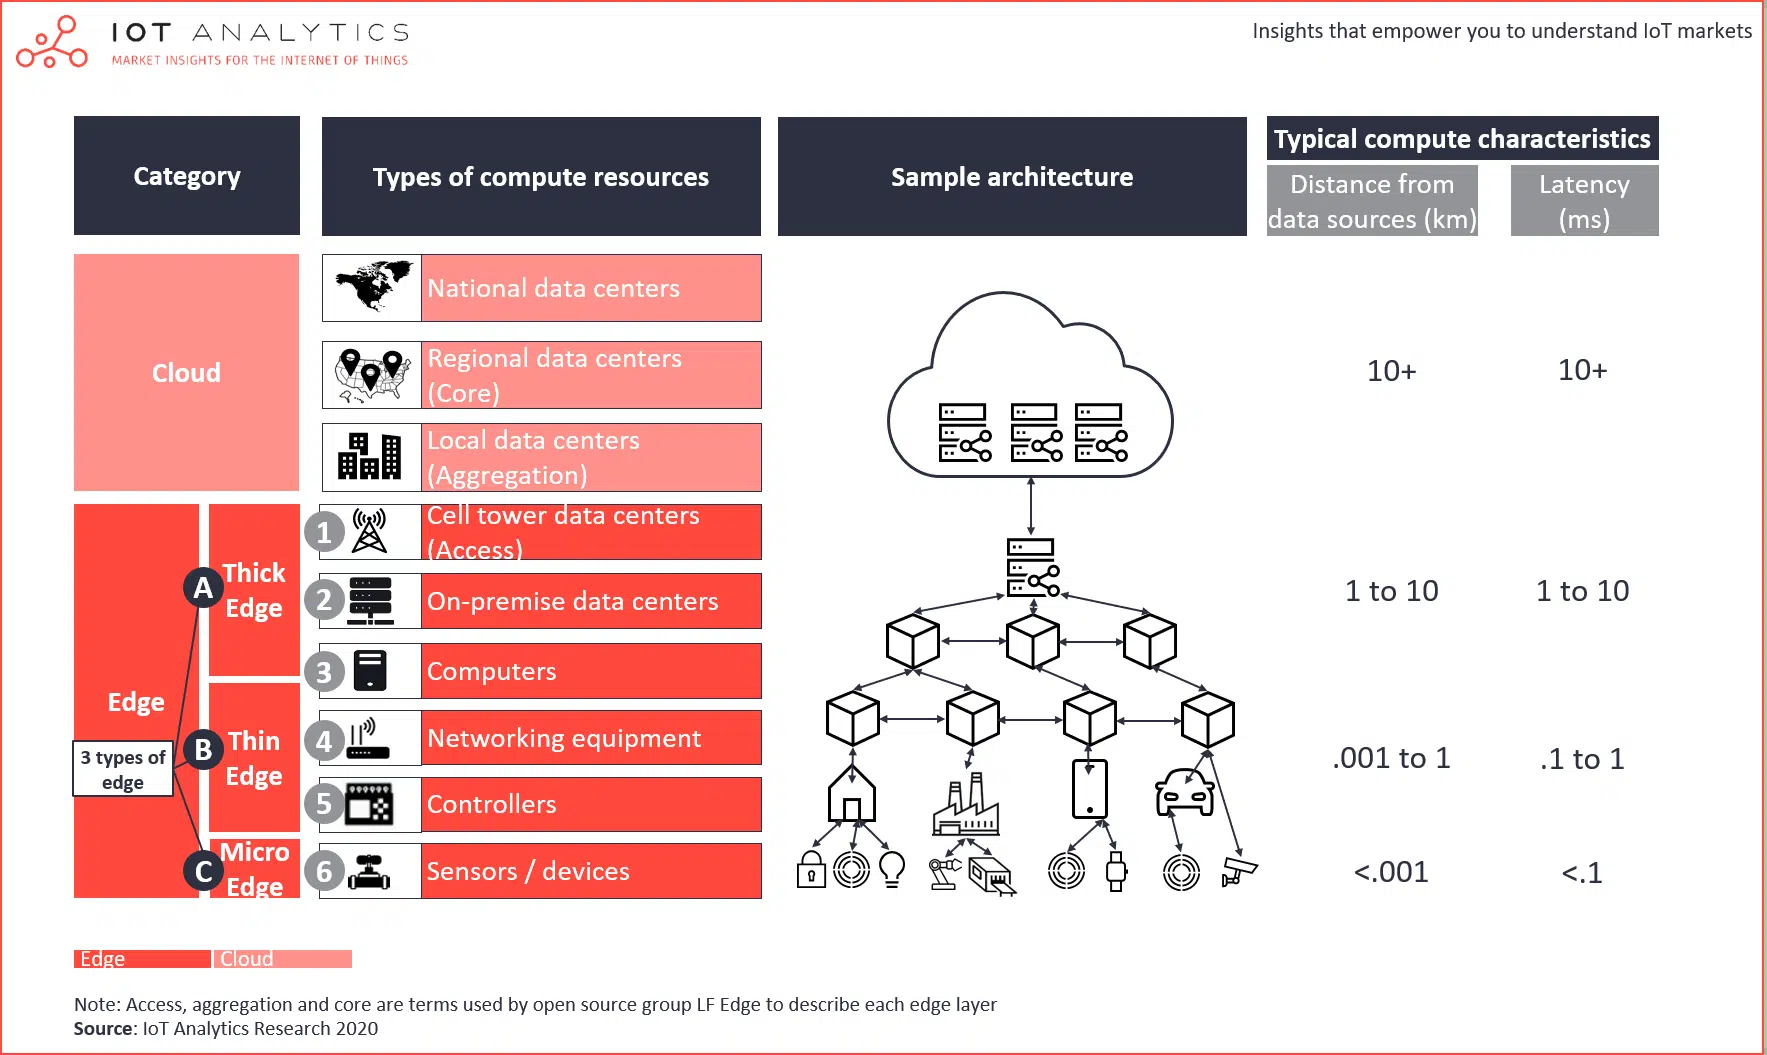 IOT ANALYTICS
MARKET INSIGHTS FOR THE INTERNET OF THINGS
Insights that empower you to understand IoT markets
Category
Types of compute resources
Sample architecture
Typical compute characteristics
Distance from
data sources (km)
Latency
(ms)
Cloud
National data centers
Regional data centers
(Core)
Local data centers
(Aggregation)
10+
10+
Edge
3 types of
edge
A
Thick
Edge
1
Cell tower data centers
(Access)
2
On-premise data centers
1 to 10
1 to 10
3
Computers
B
Thin
Edge
4
Networking equipment
.001 to 1
.1 to 1
5
Controllers
C
Micro
Edge
6
Sensors / devices
<.001
<.1
Edge
Cloud
Note: Access, aggregation and core are terms used by open source group LF Edge to describe each edge layer
Source: IoT Analytics Research 2020